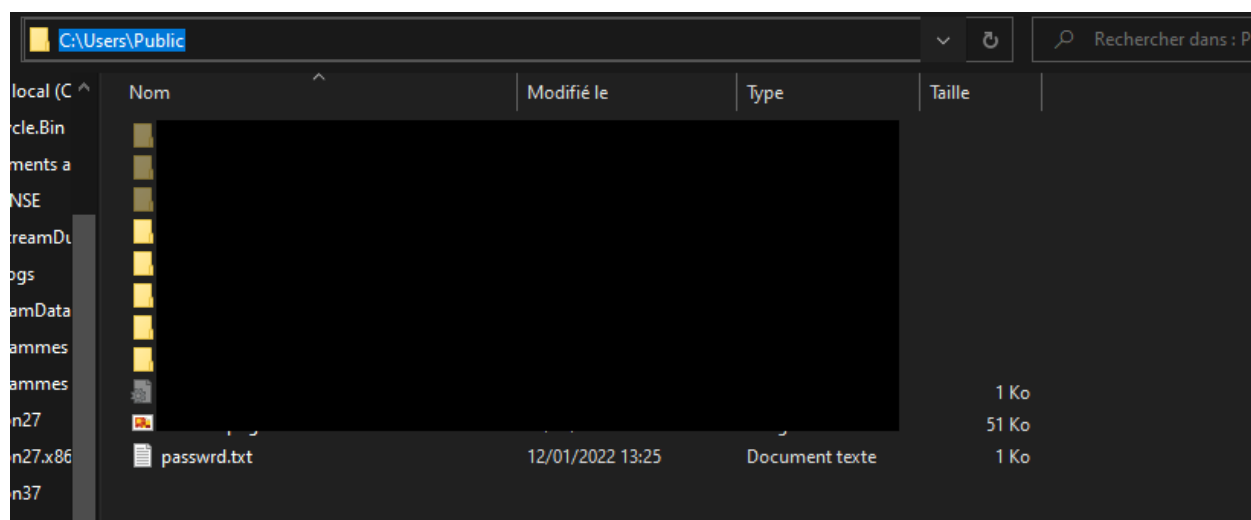 C:\Users\Public
Rechercher dans : P
local (C
Nom
Modifié le
Type
Taille
cle.Bin
ments a
NSE
treamDu
ogs
amData
ammes
ammes
1 Ko
n27
51 Ko
n27.x86
passwrd.txt
12/01/2022 13:25
Document texte
1 Ko
n37